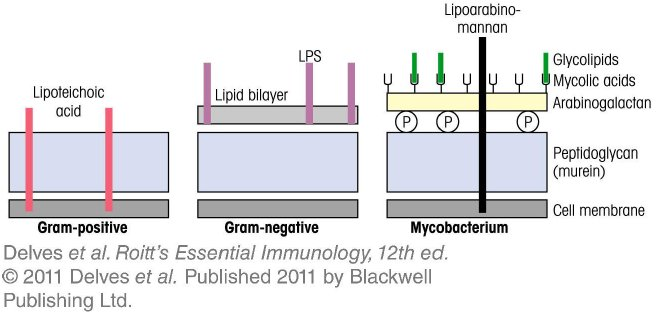 Lipoarabino-
mannan
LPS
Glycolipids
Mycolic acids
Lipoteichoic
acid
Lipid bilayer
Arabinogalactan
P P P
Peptidoglycan
(murein)
Cell membrane
Gram-positive Gram-negative Mycobacterium
Delves et al. Roitt's Essential Immunology, 12th ed.
© 2011 Delves et al. Published 2011 by Blackwell
Publishing Ltd.